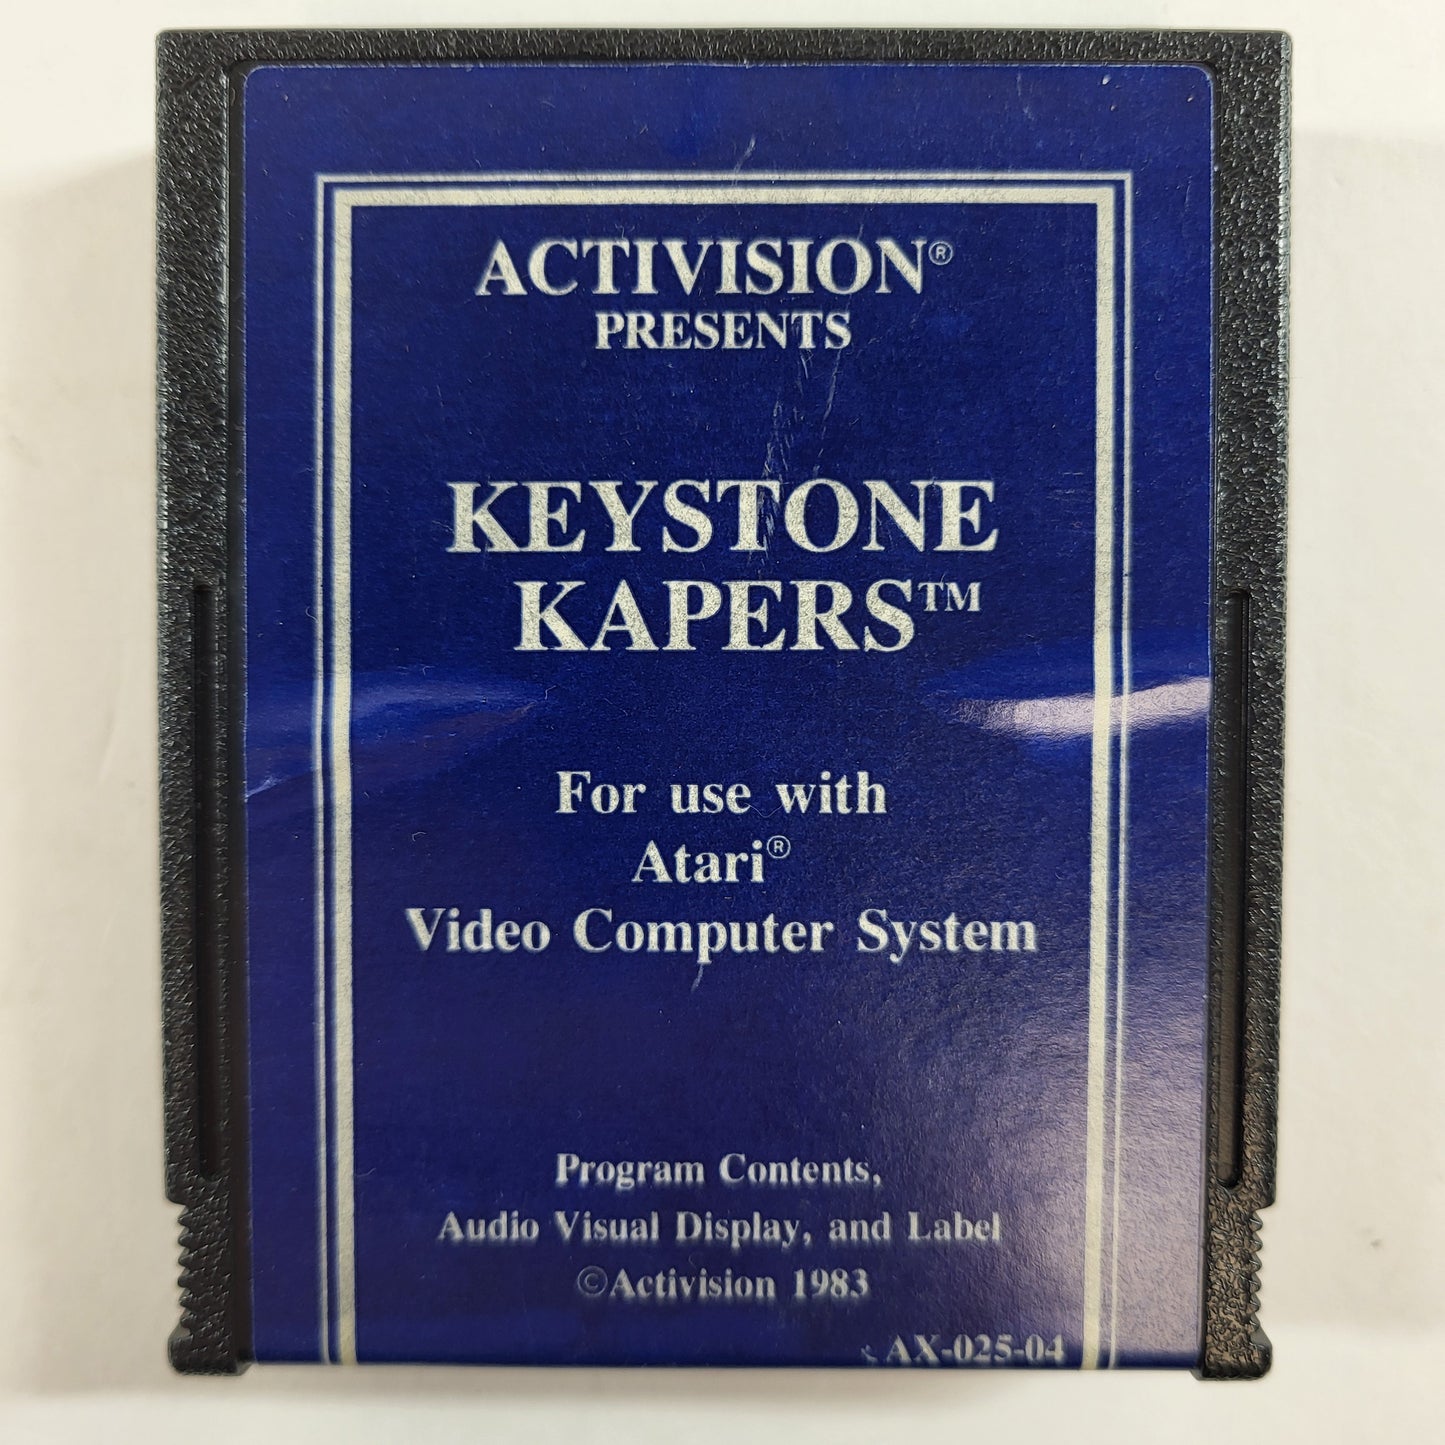 ACTIVISION®
PRESENTS
KEYSTONE
KAPERS™
For use with
Atari®
Video Computer System
Program Contents,
Audio Visual Display, and Label
©Activision 1983
AX-025-04